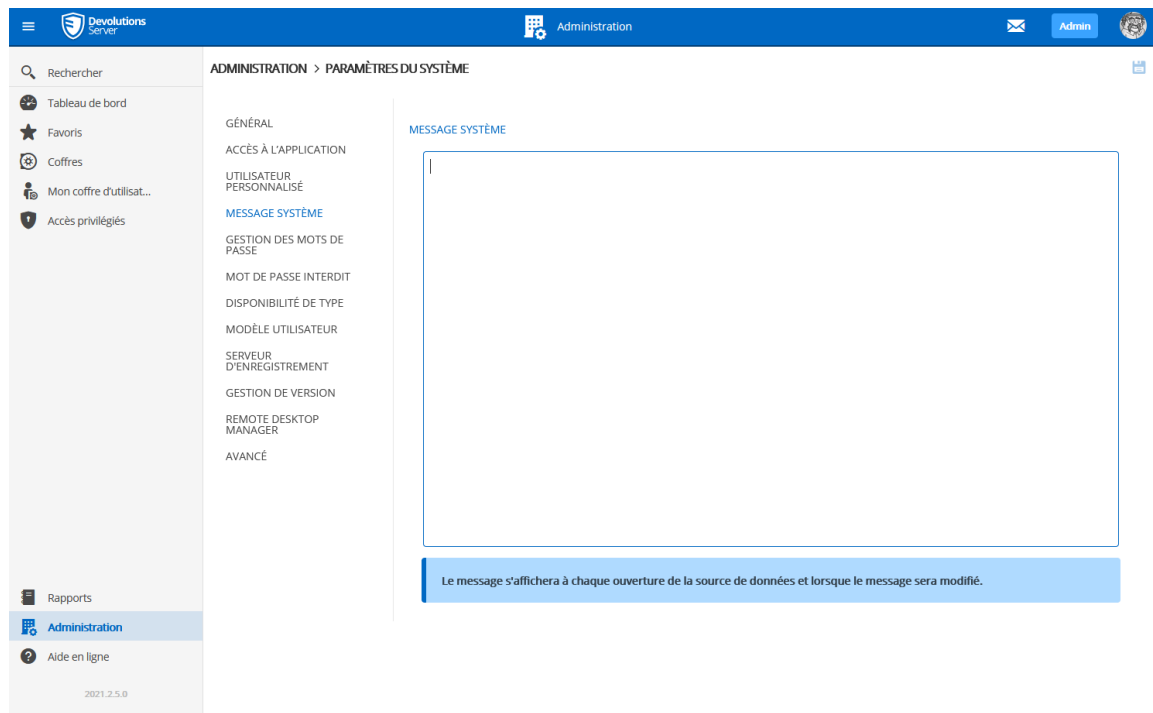 Devolutions
Server
Administration
Admin
Rechercher
Tableau de bord
Favoris
Coffres
Mon coffre d'utilisat...
Accès privilégiés
Rapports
Administration
Aide en ligne
2021.2.5.0
ADMINISTRATION > PARAMÈTRES DU SYSTÈME
GÉNÉRAL
ACCÈS À L'APPLICATION
UTILISATEUR
PERSONNALISÉ
MESSAGE SYSTÈME
GESTION DES MOTS DE
PASSE
MOT DE PASSE INTERDIT
DISPONIBILITÉ DE TYPE
MODÈLE UTILISATEUR
SERVEUR
D'ENREGISTREMENT
GESTION DE VERSION
REMOTE DESKTOP
MANAGER
AVANCÉ
MESSAGE SYSTÈME
Le message s'affichera à chaque ouverture de la source de données et lorsque le message sera modifié.